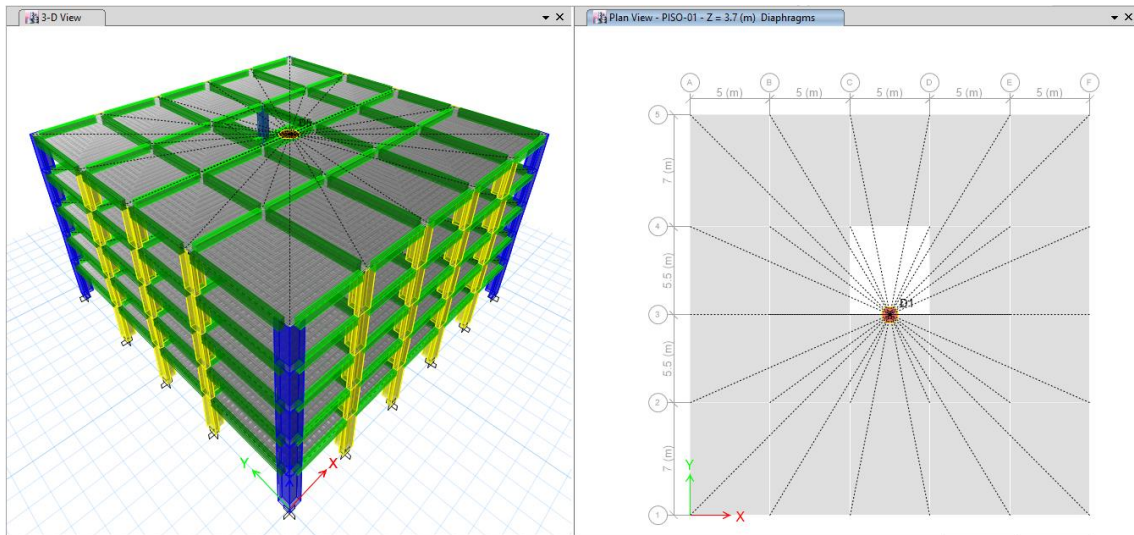 3-D View
D5
Y
X
Plan View - PISO-01 - Z = 3.7 (m) Diaphragms
A B C D E F
5 (m) 5 (m) 5 (m) 5 (m) 5 (m)
5
7 (m)
4
5.5 (m)
D1
3
5.5 (m)
2
7 (m)
Y
1
X